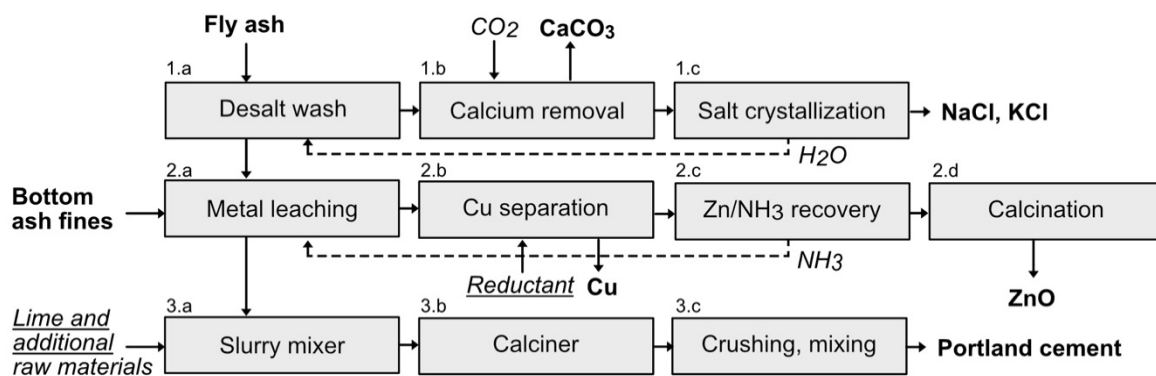 Fly ash
CO2
CaCO3
1.a
1.b
1.c
Desalt wash
Calcium removal
Salt crystallization
NaCl, KCl
H2O
2.a
2.b
2.c
2.d
Bottom
ash fines
Metal leaching
Cu separation
Zn/NH3 recovery
Calcination
NH3
Reductant
Cu
ZnO
3.a
3.b
3.c
Lime and
additional
raw materials
Slurry mixer
Calciner
Crushing, mixing
Portland cement